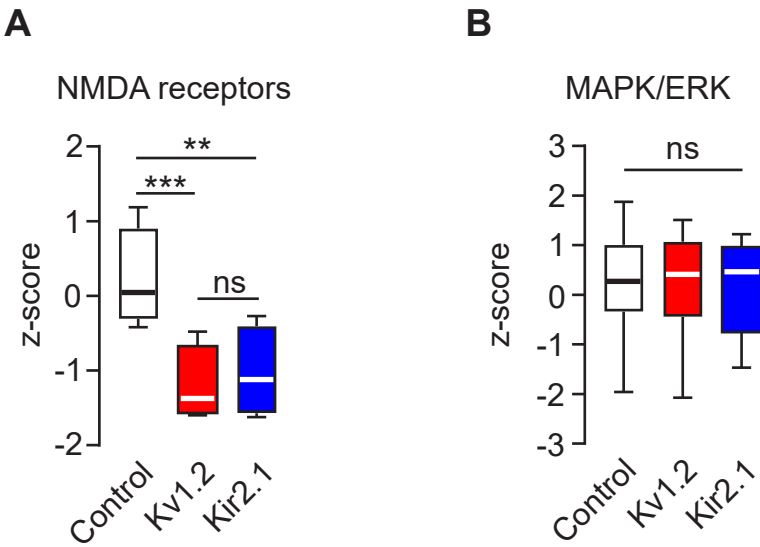 A
B
NMDA receptors
MAPK/ERK
z-score
2
1
0
-1
-2
**
***
ns
Control
Kv1.2
Kir2.1
z-score
3
2
1
0
-1
-2
-3
ns
Control
Kv1.2
Kir2.1